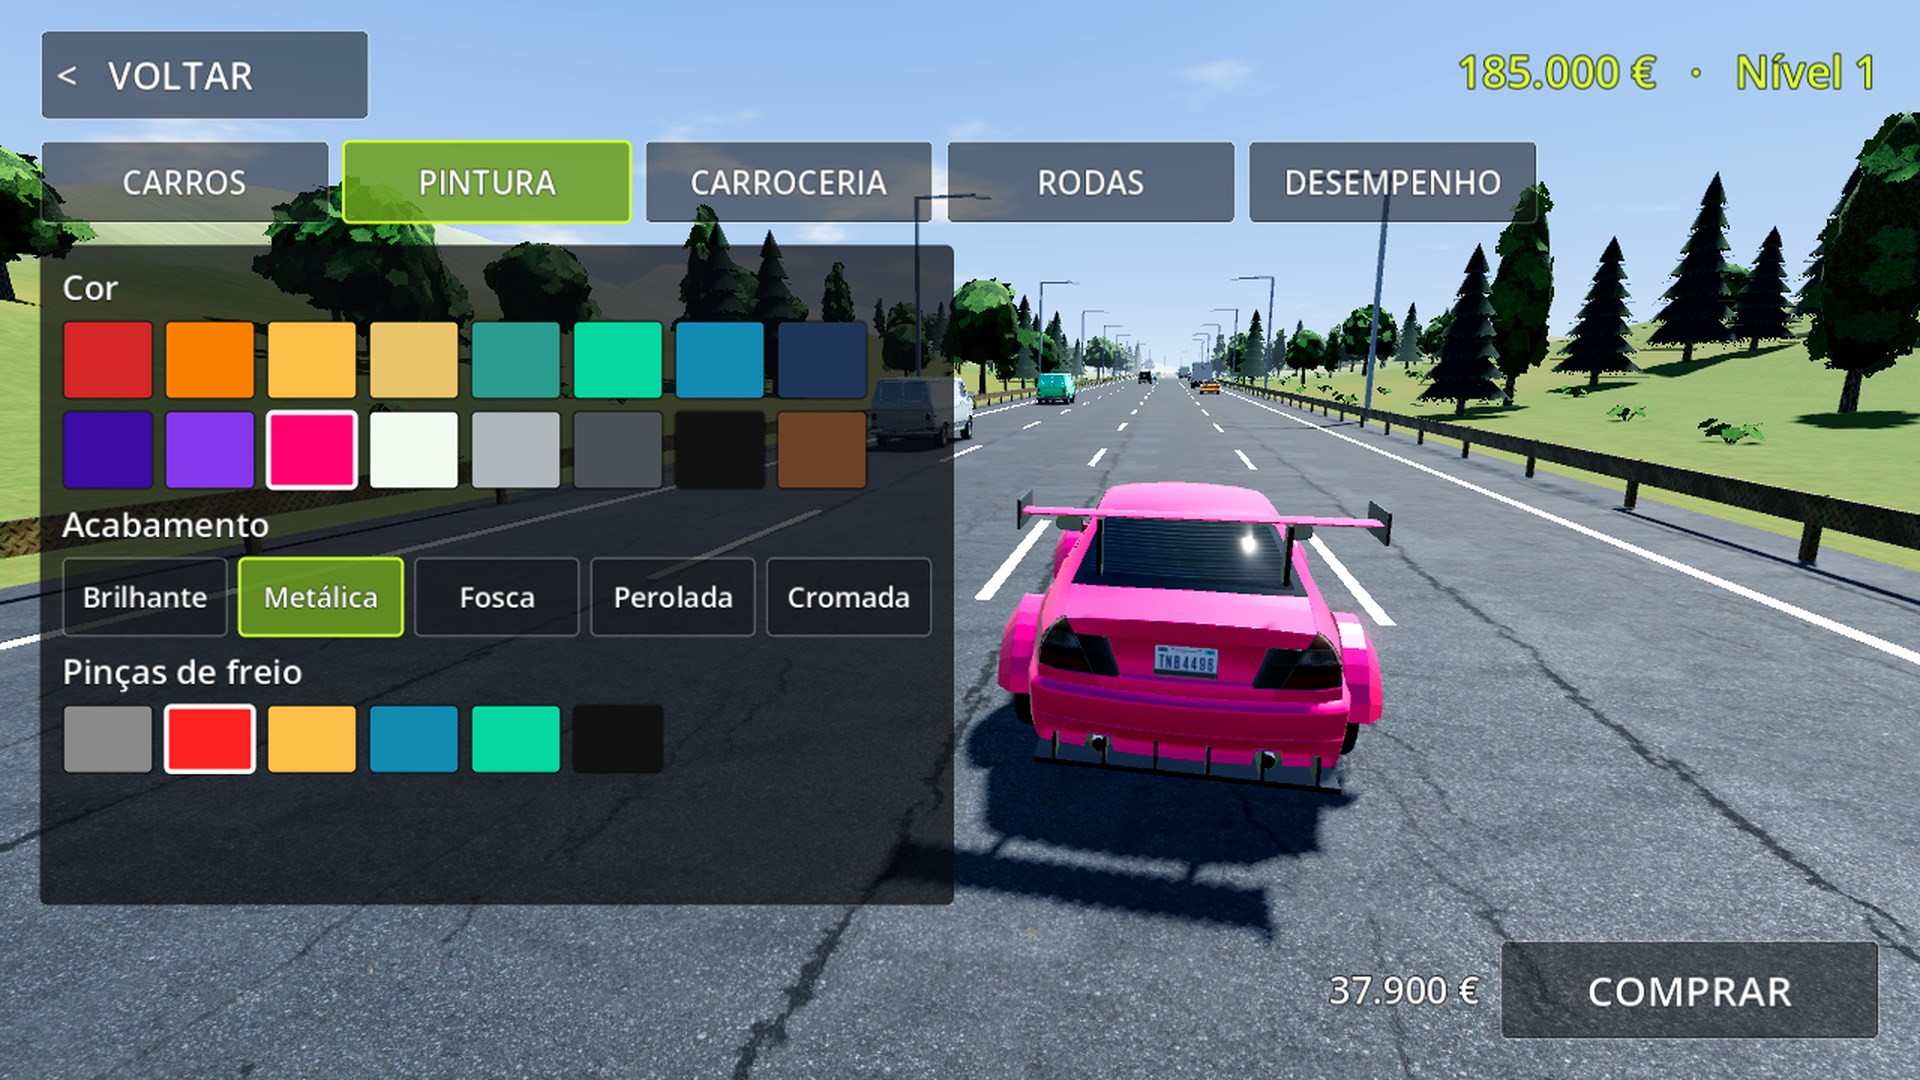 < VOLTAR
185.000 € · Nível 1
CARROS PINTURA CARROCERIA RODAS DESEMPENHO
Cor
Acabamento
Brilhante Metálica Fosca Perolada Cromada
Pinças de freio
TNB4496
37.900 € COMPRAR